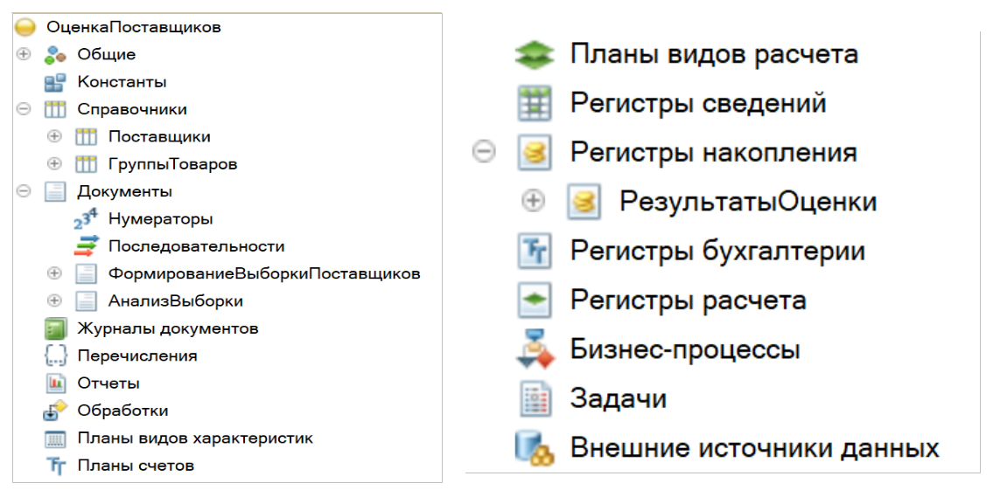 ОценкаПоставщиков
Общие
Константы
Справочники
Поставщики
ГруппыТоваров
Документы
Нумераторы
Последовательности
ФормированиеВыборкиПоставщиков
АнализВыборки
Журналы документов
Перечисления
Отчеты
Обработки
Планы видов характеристик
Планы счетов
Планы видов расчета
Регистры сведений
Регистры накопления
РезультатыОценки
Регистры бухгалтерии
Регистры расчета
Бизнес-процессы
Задачи
Внешние источники данных